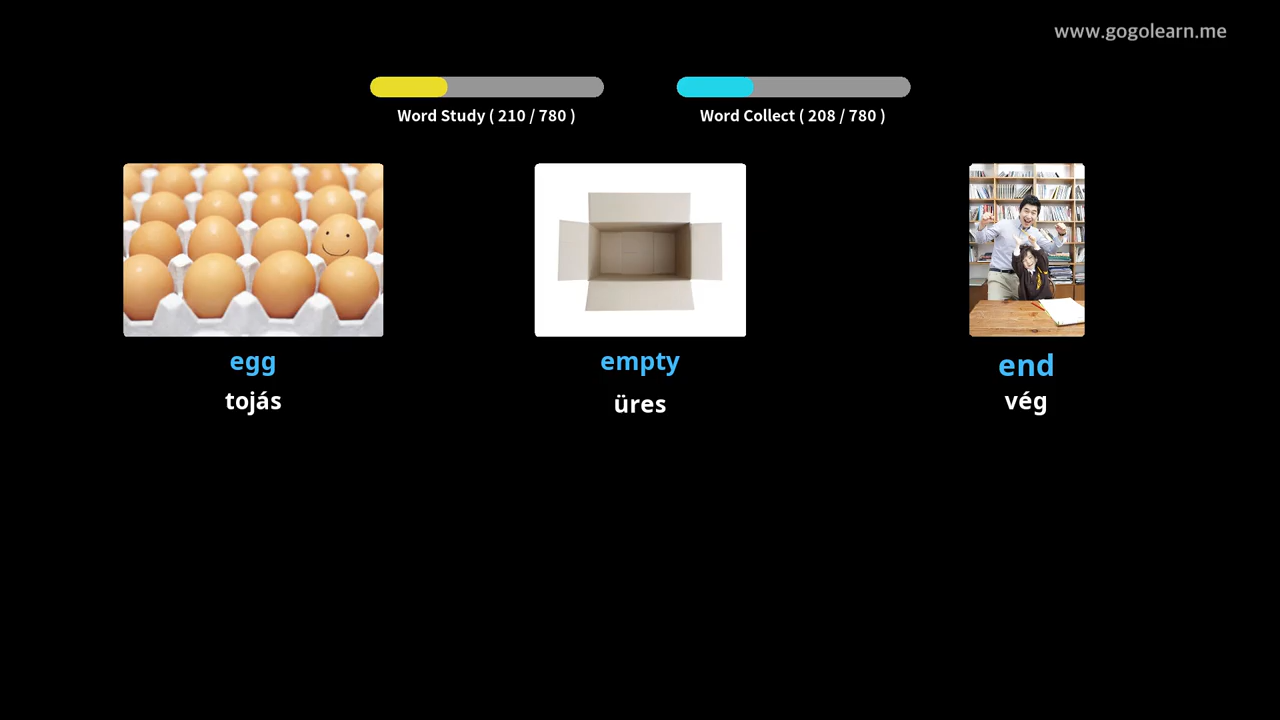 www.gogolearn.me
Word Study ( 210 / 780 )
Word Collect ( 208 / 780 )
egg
tojás
empty
üres
end
vég